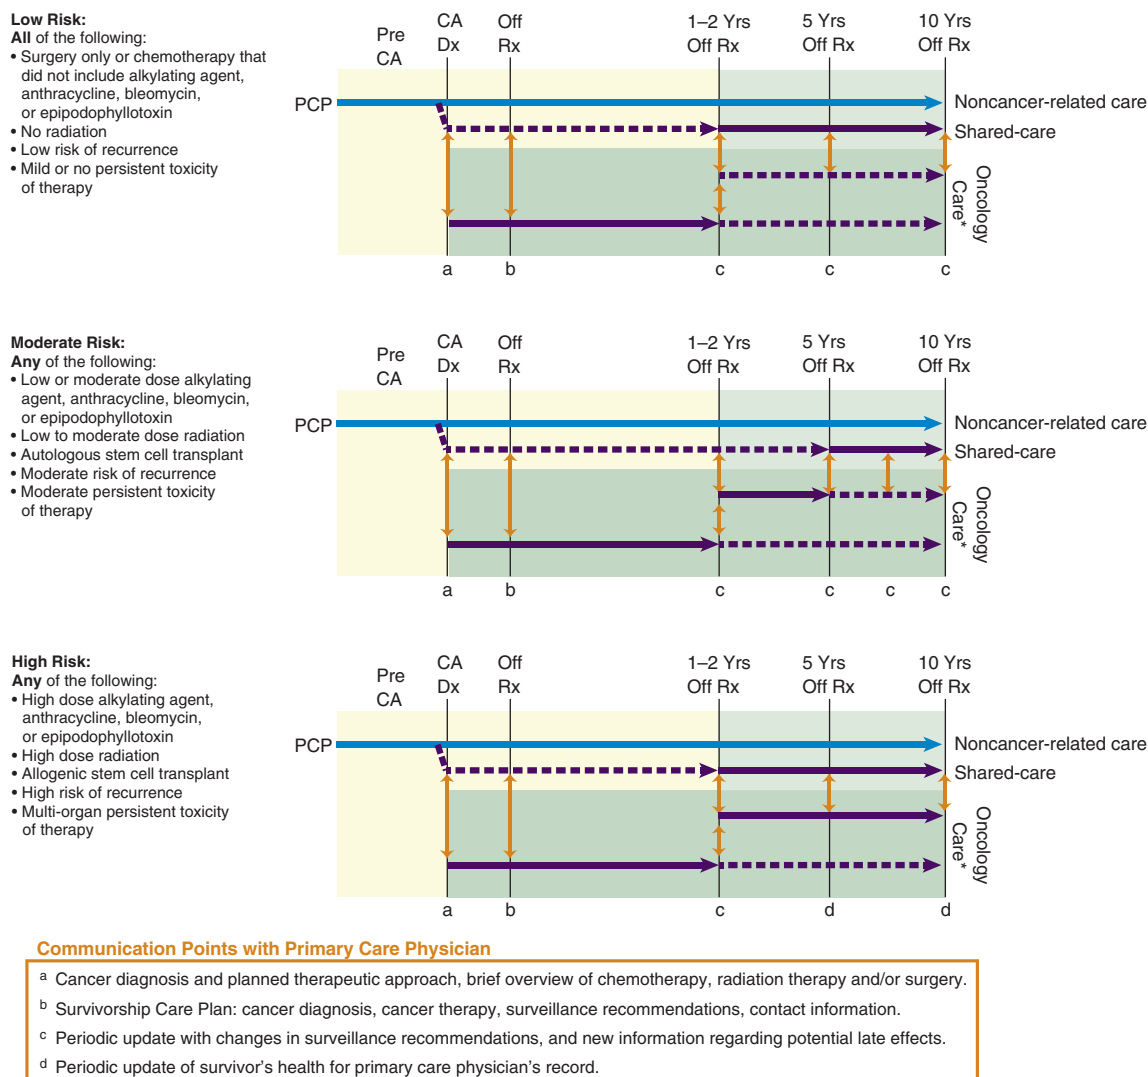 Low Risk:
All of the following:
• Surgery only or chemotherapy that
did not include alkylating agent,
anthracycline, bleomycin,
or epipodophyllotoxin
• No radiation
• Low risk of recurrence
• Mild or no persistent toxicity
of therapy
Pre
CA
CA
Dx
Off
Rx
1–2 Yrs
Off Rx
5 Yrs
Off Rx
10 Yrs
Off Rx
PCP
Noncancer-related care
Shared-care
Oncology
Care*
a
b
c
c
c
Moderate Risk:
Any of the following:
• Low or moderate dose alkylating
agent, anthracycline, bleomycin,
or epipodophyllotoxin
• Low to moderate dose radiation
• Autologous stem cell transplant
• Moderate risk of recurrence
• Moderate persistent toxicity
of therapy
Pre
CA
CA
Dx
Off
Rx
1–2 Yrs
Off Rx
5 Yrs
Off Rx
10 Yrs
Off Rx
PCP
Noncancer-related care
Shared-care
Oncology
Care*
a
b
c
c
c
c
High Risk:
Any of the following:
• High dose alkylating agent,
anthracycline, bleomycin,
or epipodophyllotoxin
• High dose radiation
• Allogenic stem cell transplant
• High risk of recurrence
• Multi-organ persistent toxicity
of therapy
Pre
CA
CA
Dx
Off
Rx
1–2 Yrs
Off Rx
5 Yrs
Off Rx
10 Yrs
Off Rx
PCP
Noncancer-related care
Shared-care
Oncology
Care*
a
b
c
d
d
Communication Points with Primary Care Physician
a Cancer diagnosis and planned therapeutic approach, brief overview of chemotherapy, radiation therapy and/or surgery.
b Survivorship Care Plan: cancer diagnosis, cancer therapy, surveillance recommendations, contact information.
c Periodic update with changes in surveillance recommendations, and new information regarding potential late effects.
d Periodic update of survivor's health for primary care physician's record.